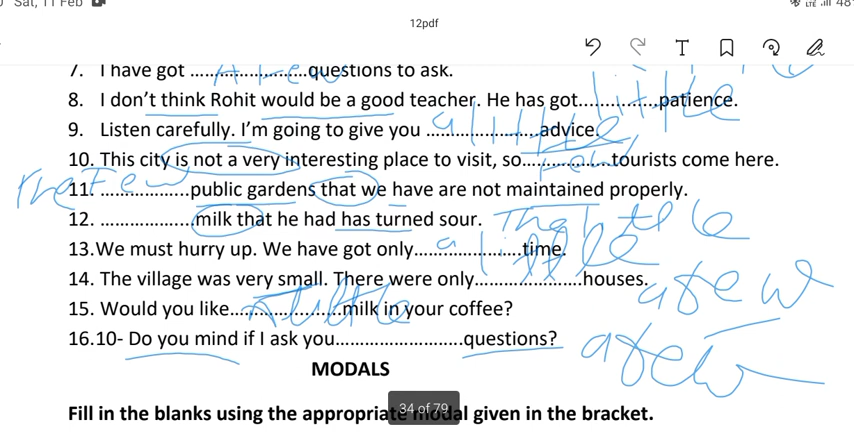 Sat, 11 Feb LTE 48
12pdf
7. I have got ........................questions to ask. A few
8. I don't think Rohit would be a good teacher. He has got.................patience. little
9. Listen carefully. I'm going to give you ........................advice. a little
10. This city is not a very interesting place to visit, so...................tourists come here. few
11. ...................public gardens that we have are not maintained properly. The Few
12. ....................milk that he had has turned sour. The little
13.We must hurry up. We have got only........................time. a little
14. The village was very small. There were only........................houses. a few
15. Would you like........................milk in your coffee? a little
16.10- Do you mind if I ask you............................questions? a few
MODALS
34 of 79
Fill in the blanks using the appropriate modal given in the bracket.